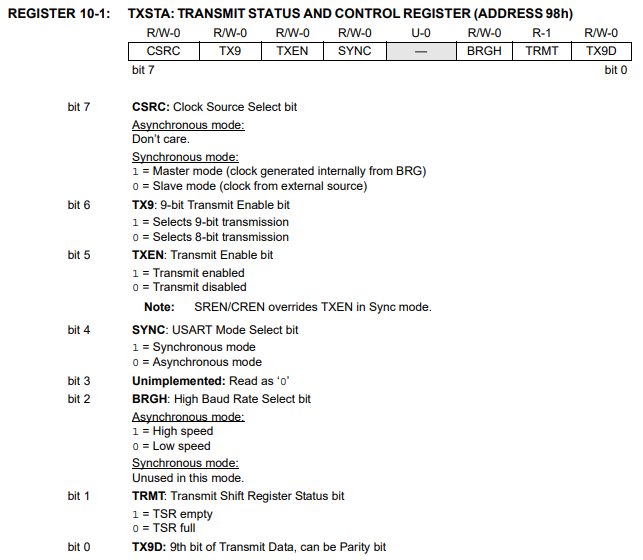 REGISTER 10-1: TXSTA: TRANSMIT STATUS AND CONTROL REGISTER (ADDRESS 98h)
R/W-0 R/W-0 R/W-0 R/W-0 U-0 R/W-0 R-1 R/W-0
CSRC TX9 TXEN SYNC — BRGH TRMT TX9D
bit 7 bit 0
bit 7 CSRC: Clock Source Select bit
Asynchronous mode:
Don’t care.
Synchronous mode:
1 = Master mode (clock generated internally from BRG)
0 = Slave mode (clock from external source)
bit 6 TX9: 9-bit Transmit Enable bit
1 = Selects 9-bit transmission
0 = Selects 8-bit transmission
bit 5 TXEN: Transmit Enable bit
1 = Transmit enabled
0 = Transmit disabled
Note: SREN/CREN overrides TXEN in Sync mode.
bit 4 SYNC: USART Mode Select bit
1 = Synchronous mode
0 = Asynchronous mode
bit 3 Unimplemented: Read as ‘0’
bit 2 BRGH: High Baud Rate Select bit
Asynchronous mode:
1 = High speed
0 = Low speed
Synchronous mode:
Unused in this mode.
bit 1 TRMT: Transmit Shift Register Status bit
1 = TSR empty
0 = TSR full
bit 0 TX9D: 9th bit of Transmit Data, can be Parity bit